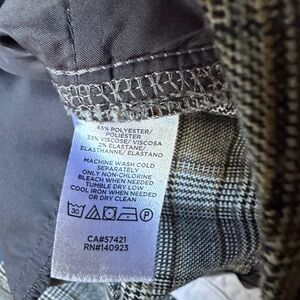 65% POLYESTER/
POLIESTER
33% VISCOSE/ VISCOSA
2% ELASTANE/
ELASTHANNE/ ELASTANO
MACHINE WASH COLD
SEPARATELY
ONLY NON-CHLORINE
BLEACH WHEN NEEDED
TUMBLE DRY LOW
COOL IRON WHEN NEEDED
OR DRY CLEAN
30 P
CA#57421
RN#140923